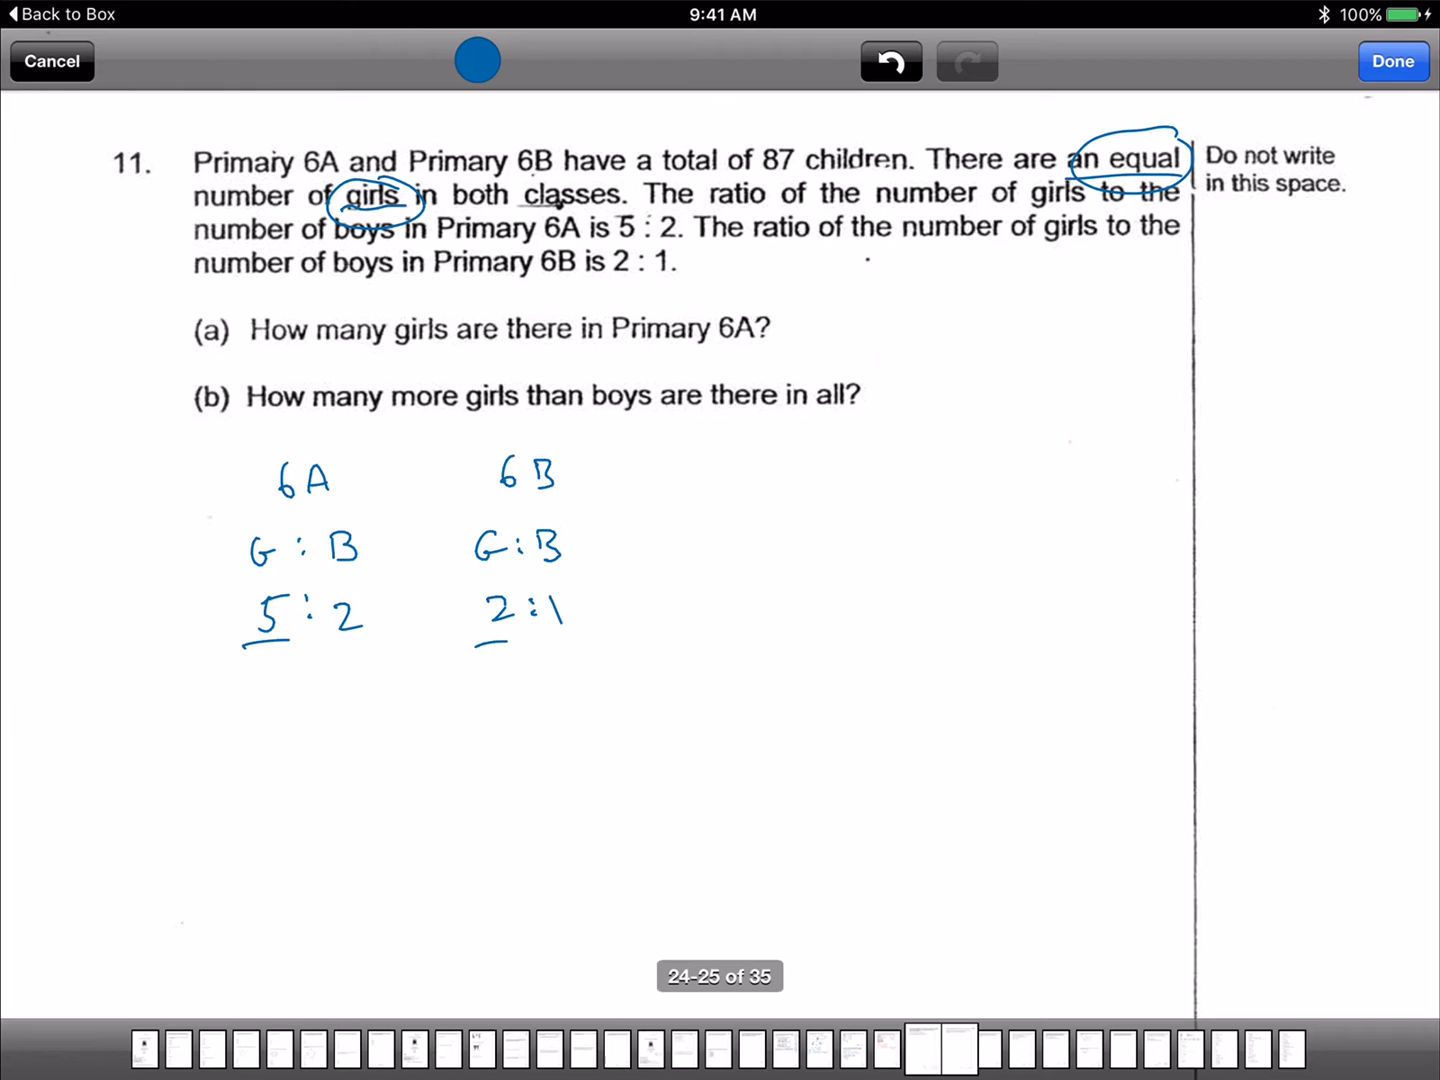 Back to Box
9:41 AM
100%
Cancel
Done
11. Primary 6A and Primary 6B have a total of 87 children. There are an equal
number of girls in both classes. The ratio of the number of girls to the
number of boys in Primary 6A is 5 : 2. The ratio of the number of girls to the
number of boys in Primary 6B is 2 : 1.
Do not write
in this space.
(a) How many girls are there in Primary 6A?
(b) How many more girls than boys are there in all?
6A 6B
G : B G : B
5 : 2 2 : 1
24-25 of 35